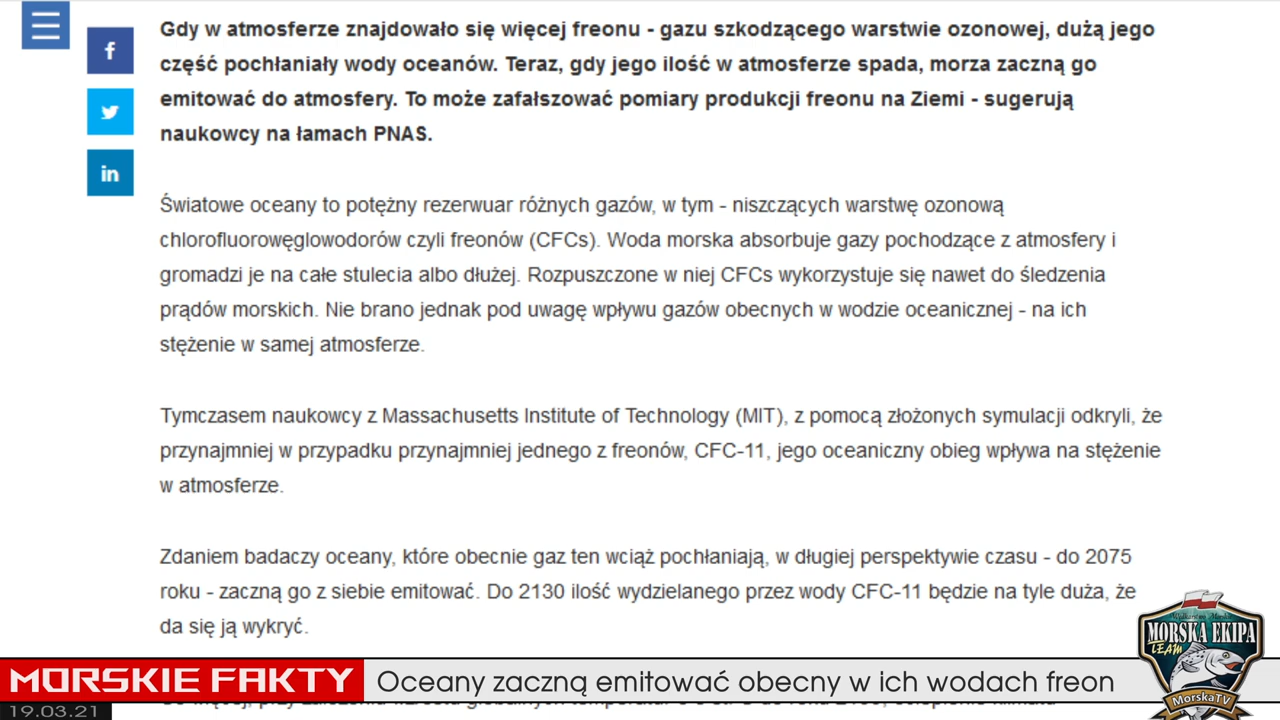 Gdy w atmosferze znajdowało się więcej freonu - gazu szkodzącego warstwie ozonowej, dużą jego
część pochłaniały wody oceanów. Teraz, gdy jego ilość w atmosferze spada, morza zaczną go
emitować do atmosfery. To może zafałszować pomiary produkcji freonu na Ziemi - sugerują
naukowcy na łamach PNAS.
Światowe oceany to potężny rezerwuar różnych gazów, w tym - niszczących warstwę ozonową
chlorofluorowęglowodorów czyli freonów (CFCs). Woda morska absorbuje gazy pochodzące z atmosfery i
gromadzi je na całe stulecia albo dłużej. Rozpuszczone w niej CFCs wykorzystuje się nawet do śledzenia
prądów morskich. Nie brano jednak pod uwagę wpływu gazów obecnych w wodzie oceanicznej - na ich
stężenie w samej atmosferze.
Tymczasem naukowcy z Massachusetts Institute of Technology (MIT), z pomocą złożonych symulacji odkryli, że
przynajmniej w przypadku przynajmniej jednego z freonów, CFC-11, jego oceaniczny obieg wpływa na stężenie
w atmosferze.
Zdaniem badaczy oceany, które obecnie gaz ten wciąż pochłaniają, w długiej perspektywie czasu - do 2075
roku - zaczną go z siebie emitować. Do 2130 ilość wydzielanego przez wody CFC-11 będzie na tyle duża, że
da się ją wykryć.
MORSKA EKIPA
TEAM
MorskaTV
MORSKIE FAKTY
Oceany zaczną emitować obecny w ich wodach freon
19.03.21